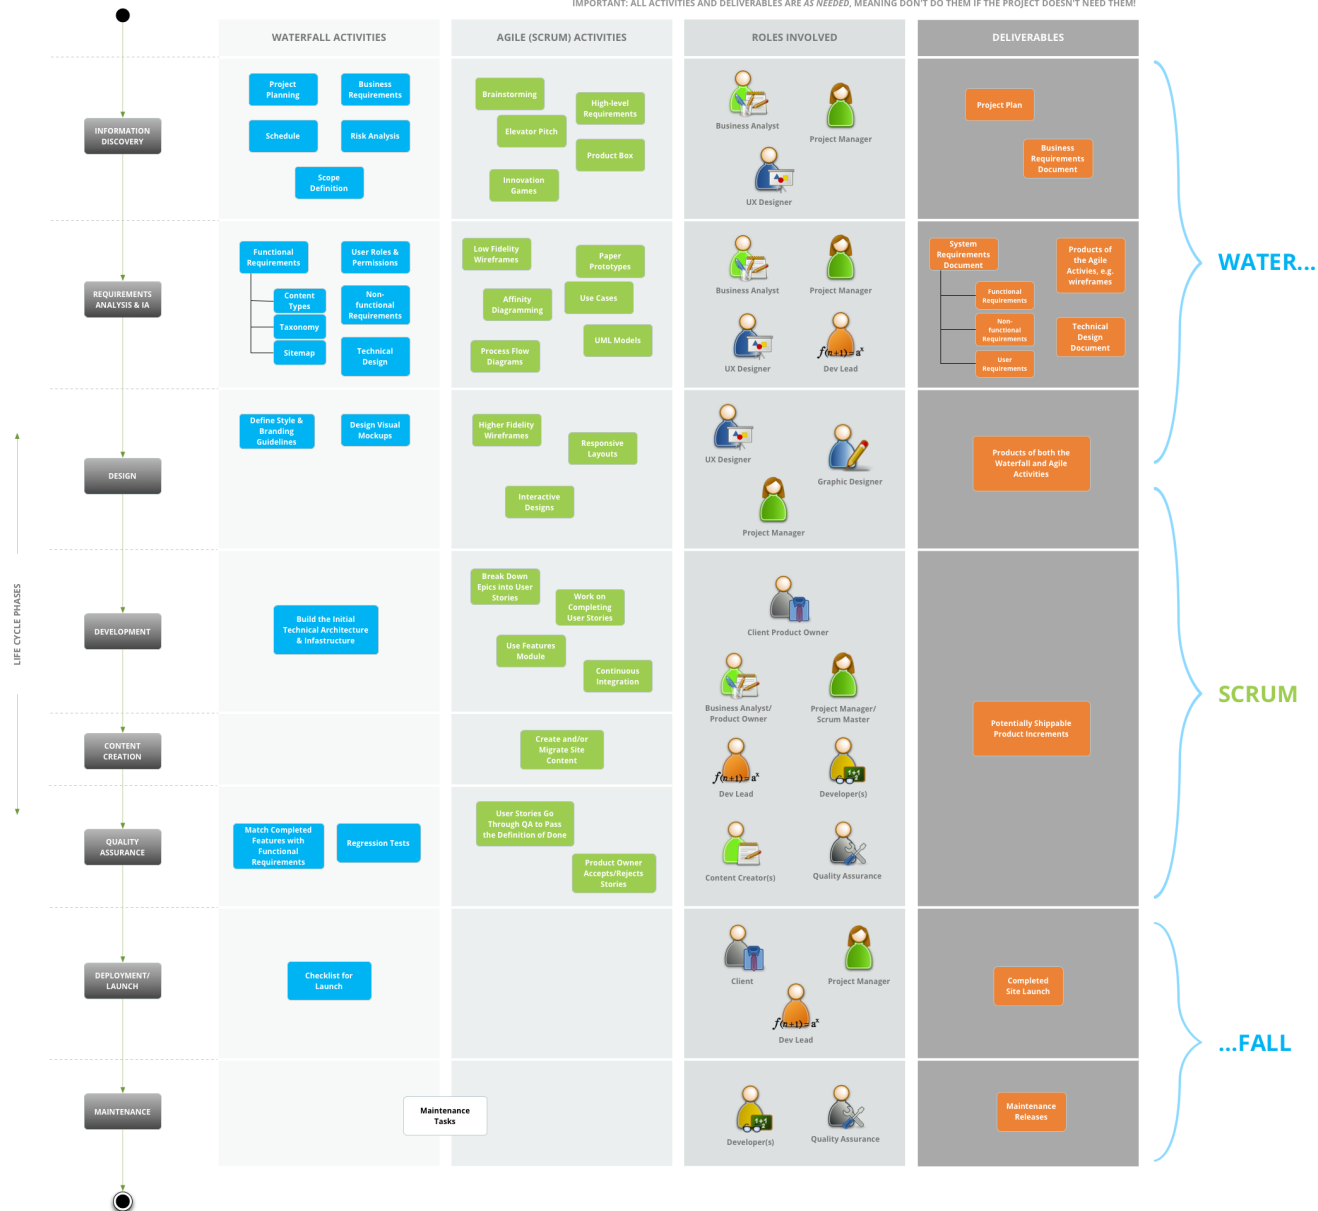 IMPORTANT: ALL ACTIVITIES AND DELIVERABLES ARE AS NEEDED, MEANING DON'T DO THEM IF THE PROJECT DOESN'T NEED THEM!
WATERFALL ACTIVITIES
AGILE (SCRUM) ACTIVITIES
ROLES INVOLVED
DELIVERABLES
INFORMATION
DISCOVERY
Project
Planning
Business
Requirements
Schedule
Risk Analysis
Scope
Definition
Brainstorming
High-level
Requirements
Elevator Pitch
Product Box
Innovation
Games
Business Analyst
Project Manager
UX Designer
Project Plan
Business
Requirements
Document
WATER...
REQUIREMENTS
ANALYSIS & IA
Functional
Requirements
User Roles &
Permissions
Content
Types
Taxonomy
Sitemap
Non-
functional
Requirements
Technical
Design
Low Fidelity
Wireframes
Paper
Prototypes
Affinity
Diagramming
Use Cases
UML Models
Process Flow
Diagrams
Business Analyst
Project Manager
UX Designer
f(n+1)=aˣ
Dev Lead
System
Requirements
Document
Functional
Requirements
Non-
functional
Requirements
User
Requirements
Products of
the Agile
Activies, e.g.
wireframes
Technical
Design
Document
LIFE CYCLE PHASES
DESIGN
Define Style &
Branding
Guidelines
Design Visual
Mockups
Higher Fidelity
Wireframes
Responsive
Layouts
Interactive
Designs
UX Designer
Graphic Designer
Project Manager
Products of both the
Waterfall and Agile
Activities
DEVELOPMENT
Build the Initial
Technical Architecture
& Infastructure
Break Down
Epics into User
Stories
Work on
Completing
User Stories
Use Features
Module
Continuous
Integration
Client Product Owner
Business Analyst/
Product Owner
Project Manager/
Scrum Master
SCRUM
CONTENT
CREATION
Create and/or
Migrate Site
Content
f(n+1)=aˣ
Dev Lead
1+1
2
Developer(s)
Potentially Shippable
Product Increments
QUALITY
ASSURANCE
Match Completed
Features with
Functional
Requirements
Regression Tests
User Stories Go
Through QA to Pass
the Definition of Done
Product Owner
Accepts/Rejects
Stories
Content Creator(s)
Quality Assurance
DEPLOYMENT/
LAUNCH
Checklist for
Launch
Client
Project Manager
f(n+1)=aˣ
Dev Lead
Completed
Site Launch
...FALL
MAINTENANCE
Maintenance
Tasks
1+1
2
Developer(s)
Quality Assurance
Maintenance
Releases